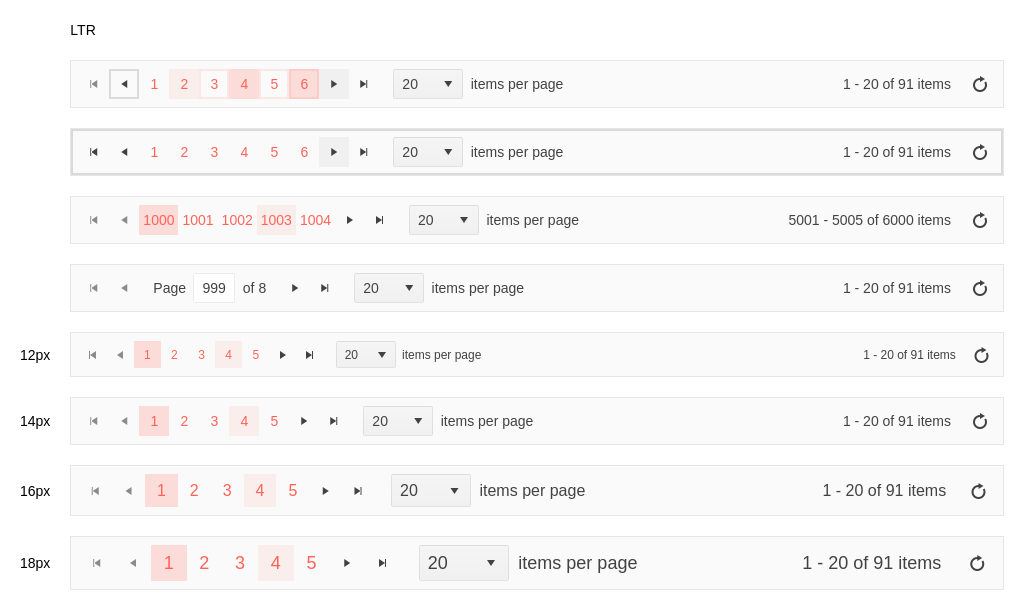 LTR
1 2 3 4 5 6 20 items per page 1 - 20 of 91 items
1 2 3 4 5 6 20 items per page 1 - 20 of 91 items
1000 1001 1002 1003 1004 20 items per page 5001 - 5005 of 6000 items
Page 999 of 8 20 items per page 1 - 20 of 91 items
12px 1 2 3 4 5 20 items per page 1 - 20 of 91 items
14px 1 2 3 4 5 20 items per page 1 - 20 of 91 items
16px 1 2 3 4 5 20 items per page 1 - 20 of 91 items
18px 1 2 3 4 5 20 items per page 1 - 20 of 91 items